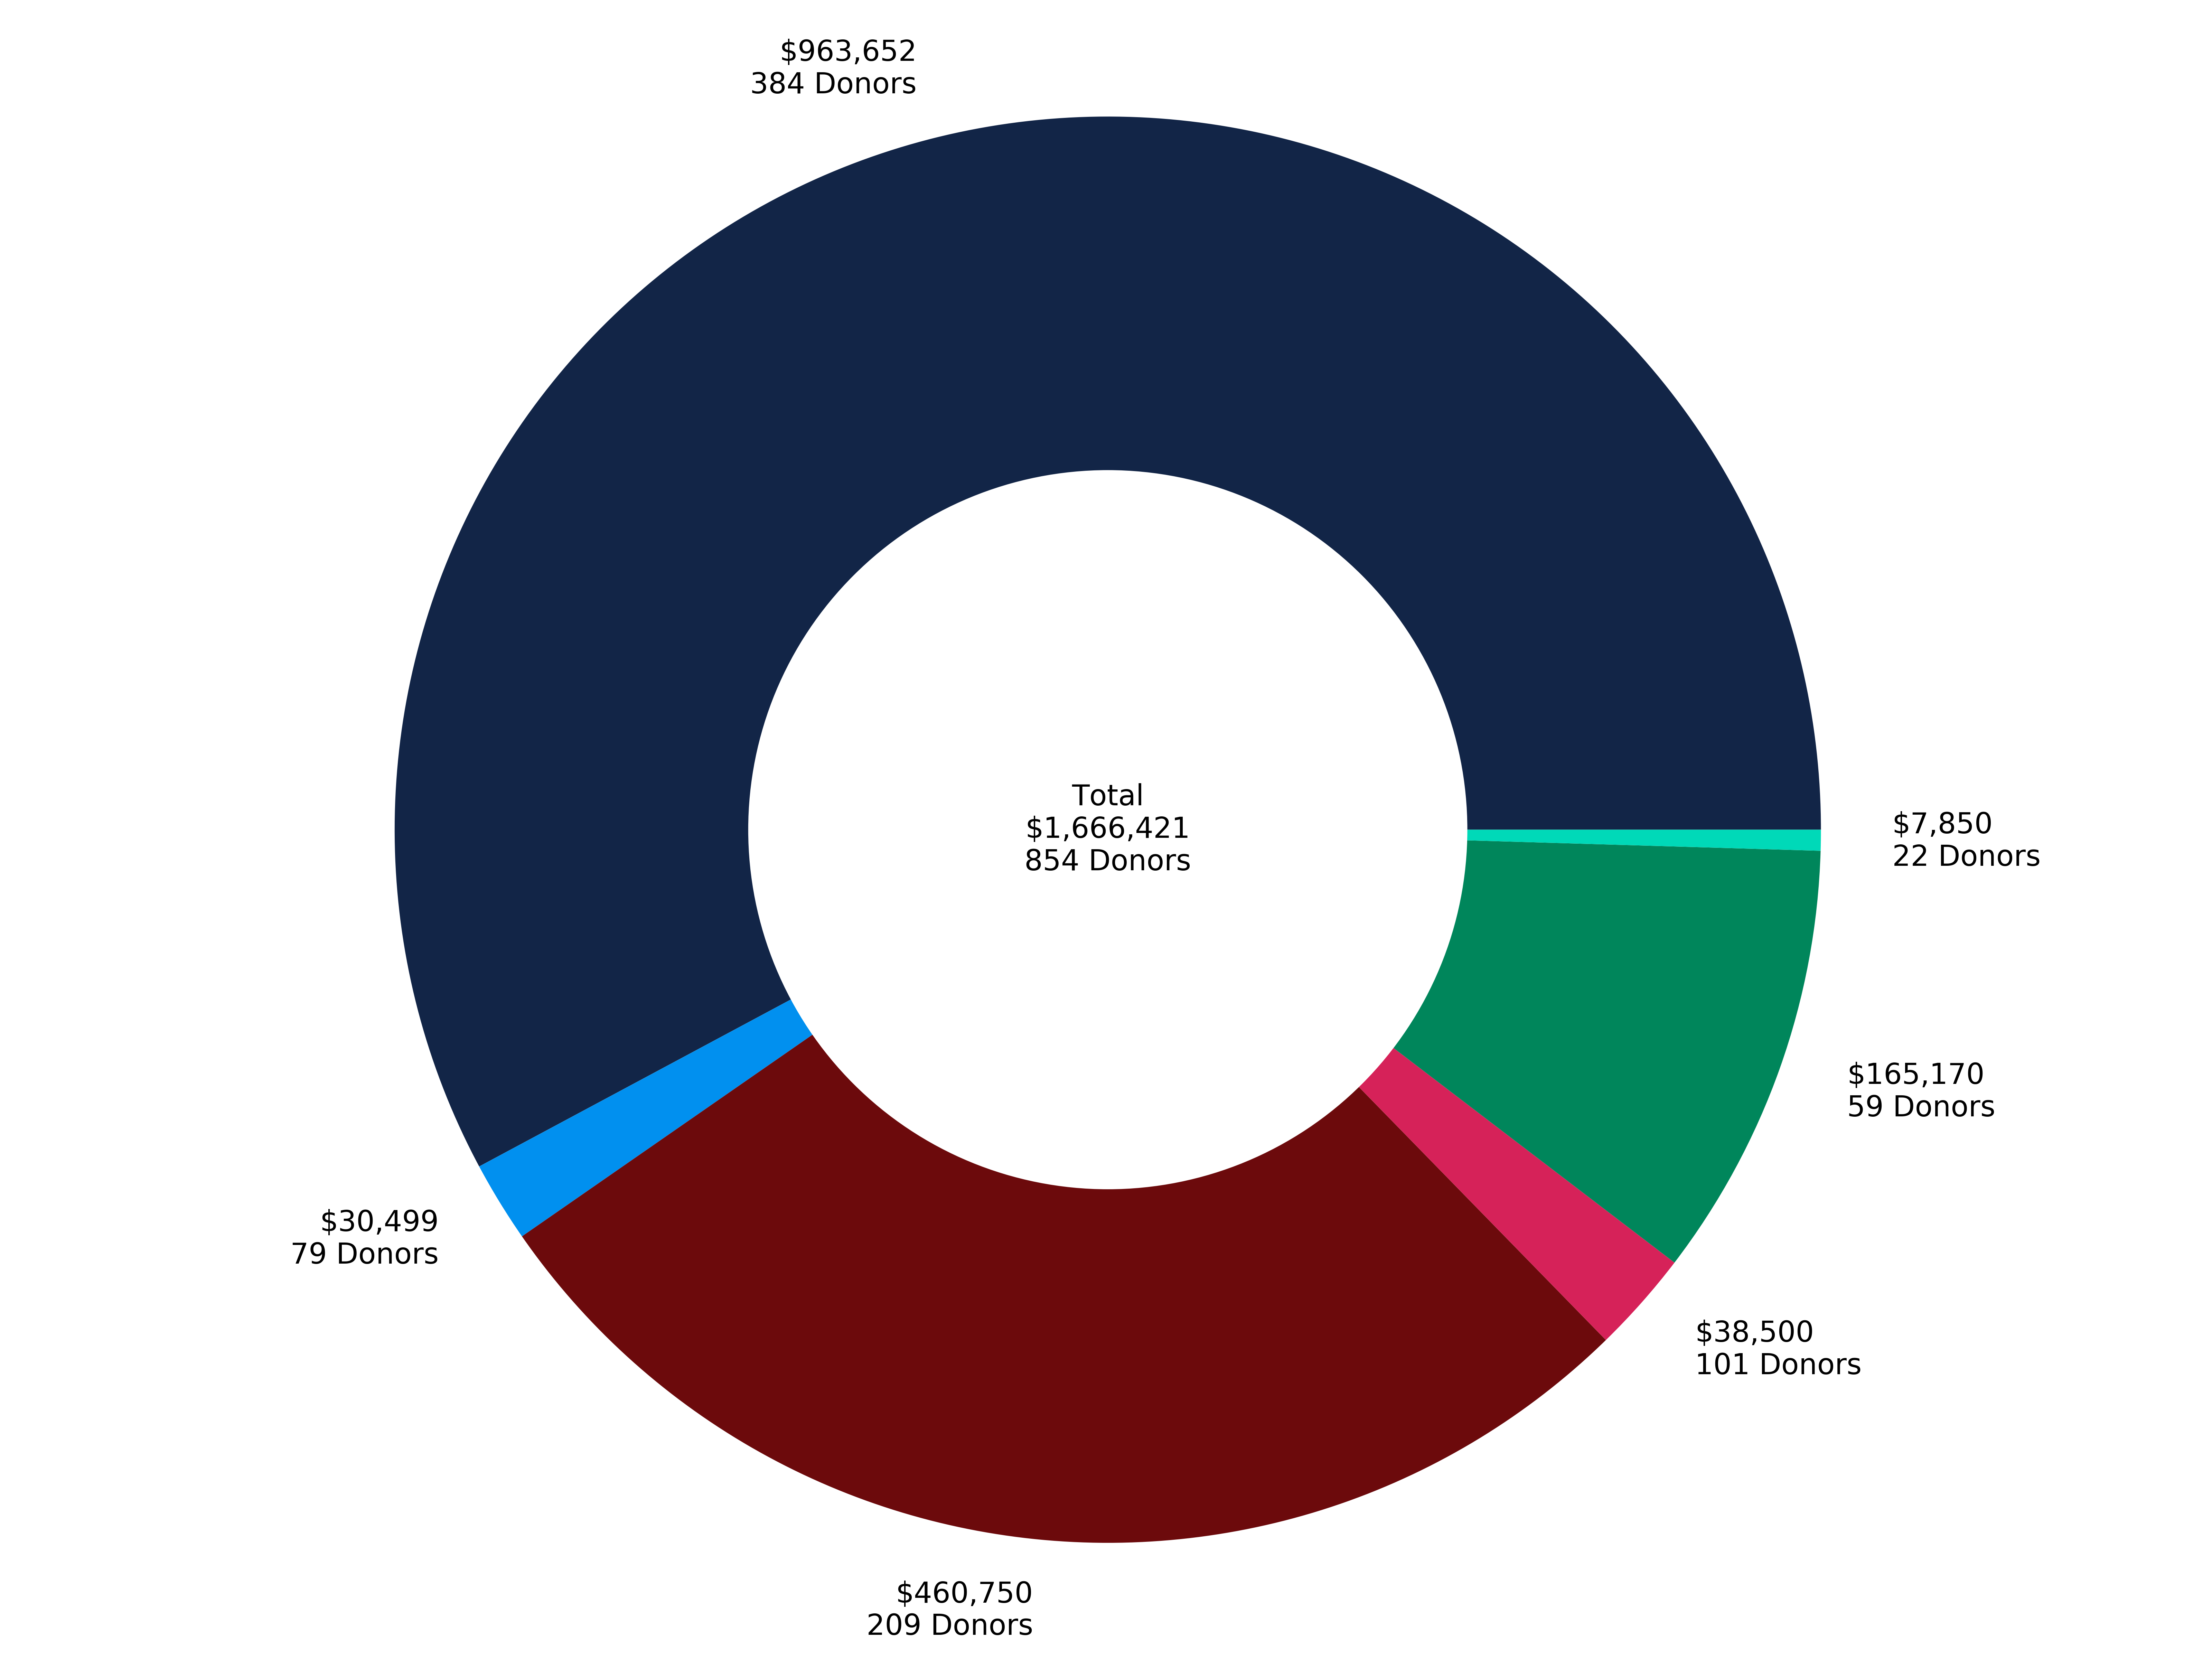 $963,652
384 Donors
Total
$1,666,421
854 Donors
$7,850
22 Donors
$165,170
59 Donors
$30,499
79 Donors
$38,500
101 Donors
$460,750
209 Donors